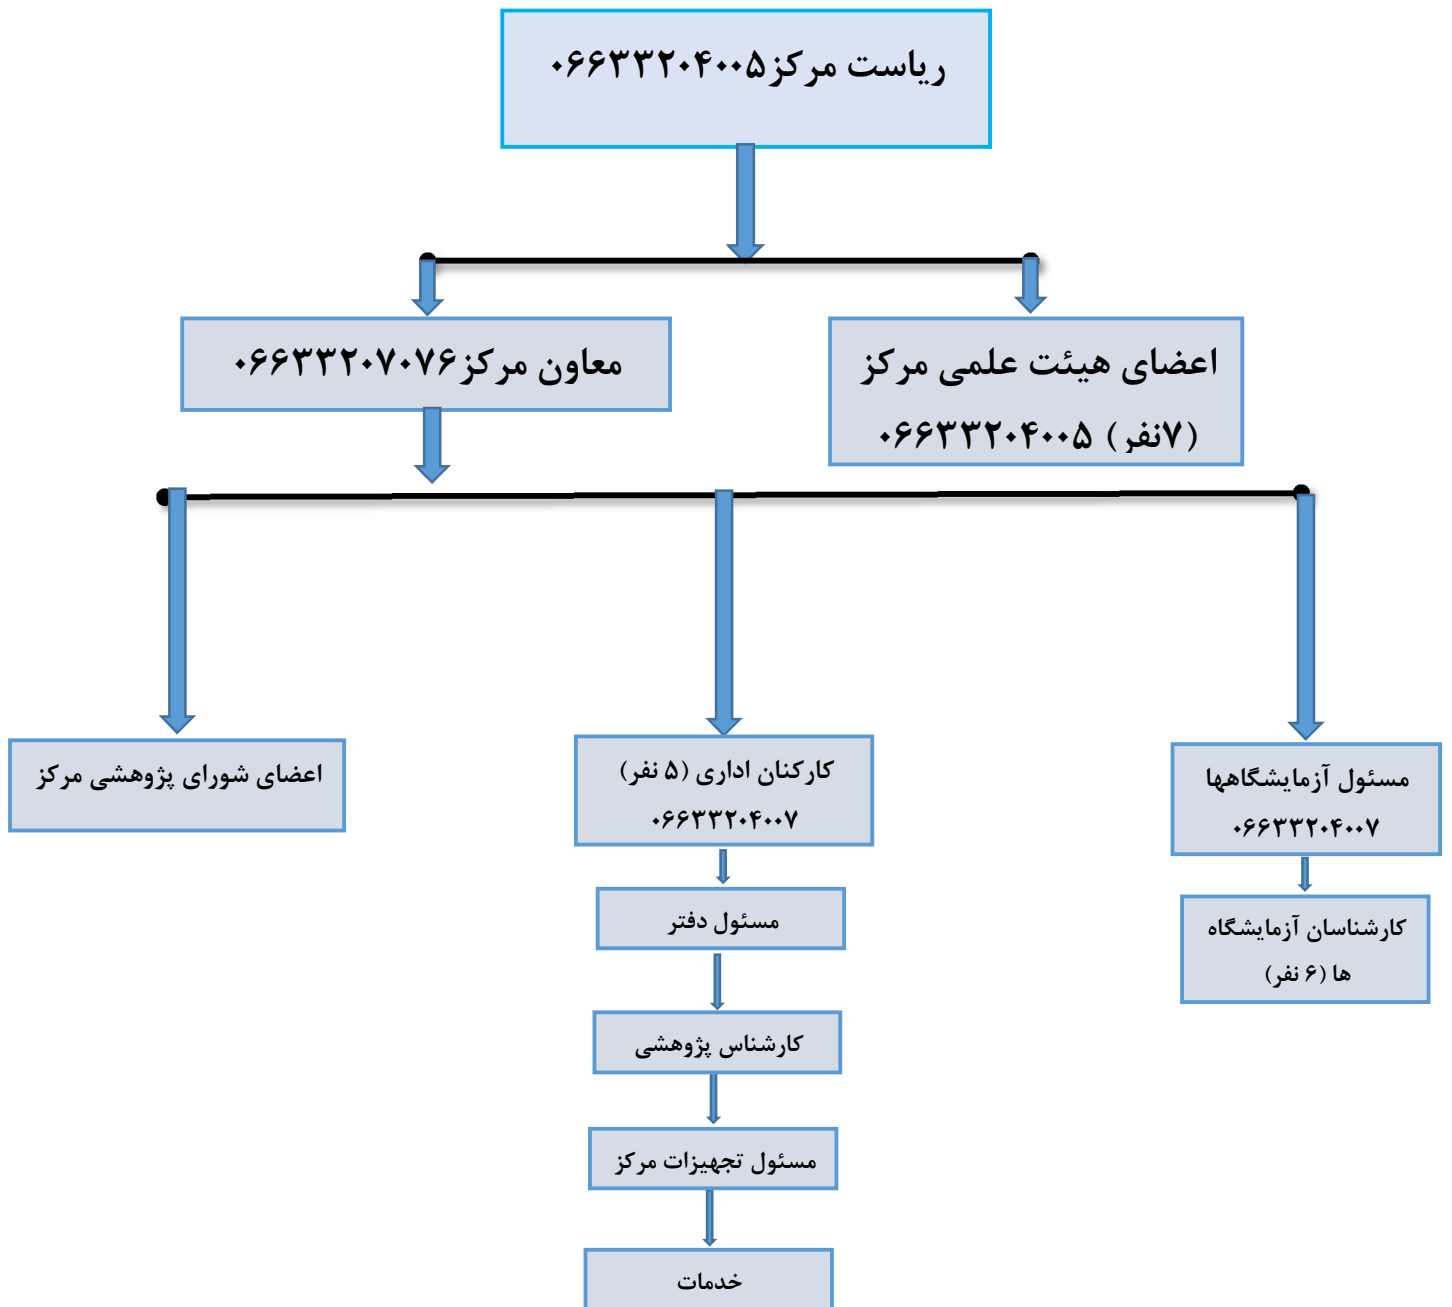 ریاست مرکز۰۶۶۳۳۲۰۴۰۰۵
اعضای هیئت علمی مرکز
(۷نفر) ۰۶۶۳۳۲۰۴۰۰۵
معاون مرکز۰۶۶۳۳۲۰۷۰۷۶
مسئول آزمایشگاهها
۰۶۶۳۳۲۰۴۰۰۷
کارشناسان آزمایشگاه
ها (۶ نفر)
کارکنان اداری (۵ نفر)
۰۶۶۳۳۲۰۴۰۰۷
مسئول دفتر
کارشناس پژوهشی
مسئول تجهیزات مرکز
خدمات
اعضای شورای پژوهشی مرکز